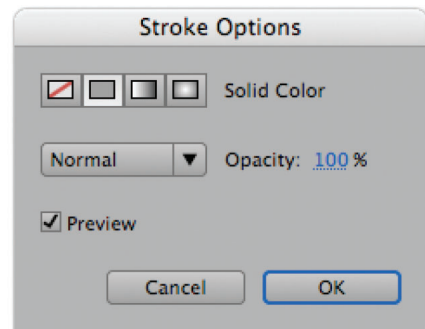 Stroke Options
Solid Color
Normal Opacity: 100 %
Preview
Cancel OK